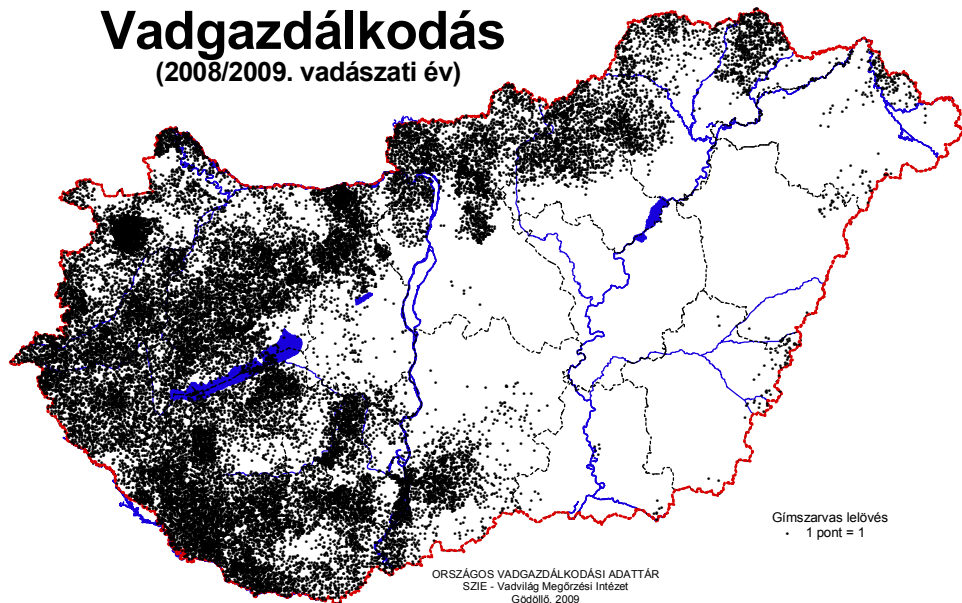 Vadgazdálkodás
(2008/2009. vadászati év)
Gímszarvas lelövés
1 pont = 1
ORSZÁGOS VADGAZDÁLKODÁSI ADATTÁR
SZIE - Vadvilág Megőrzési Intézet
Gödöllő, 2009